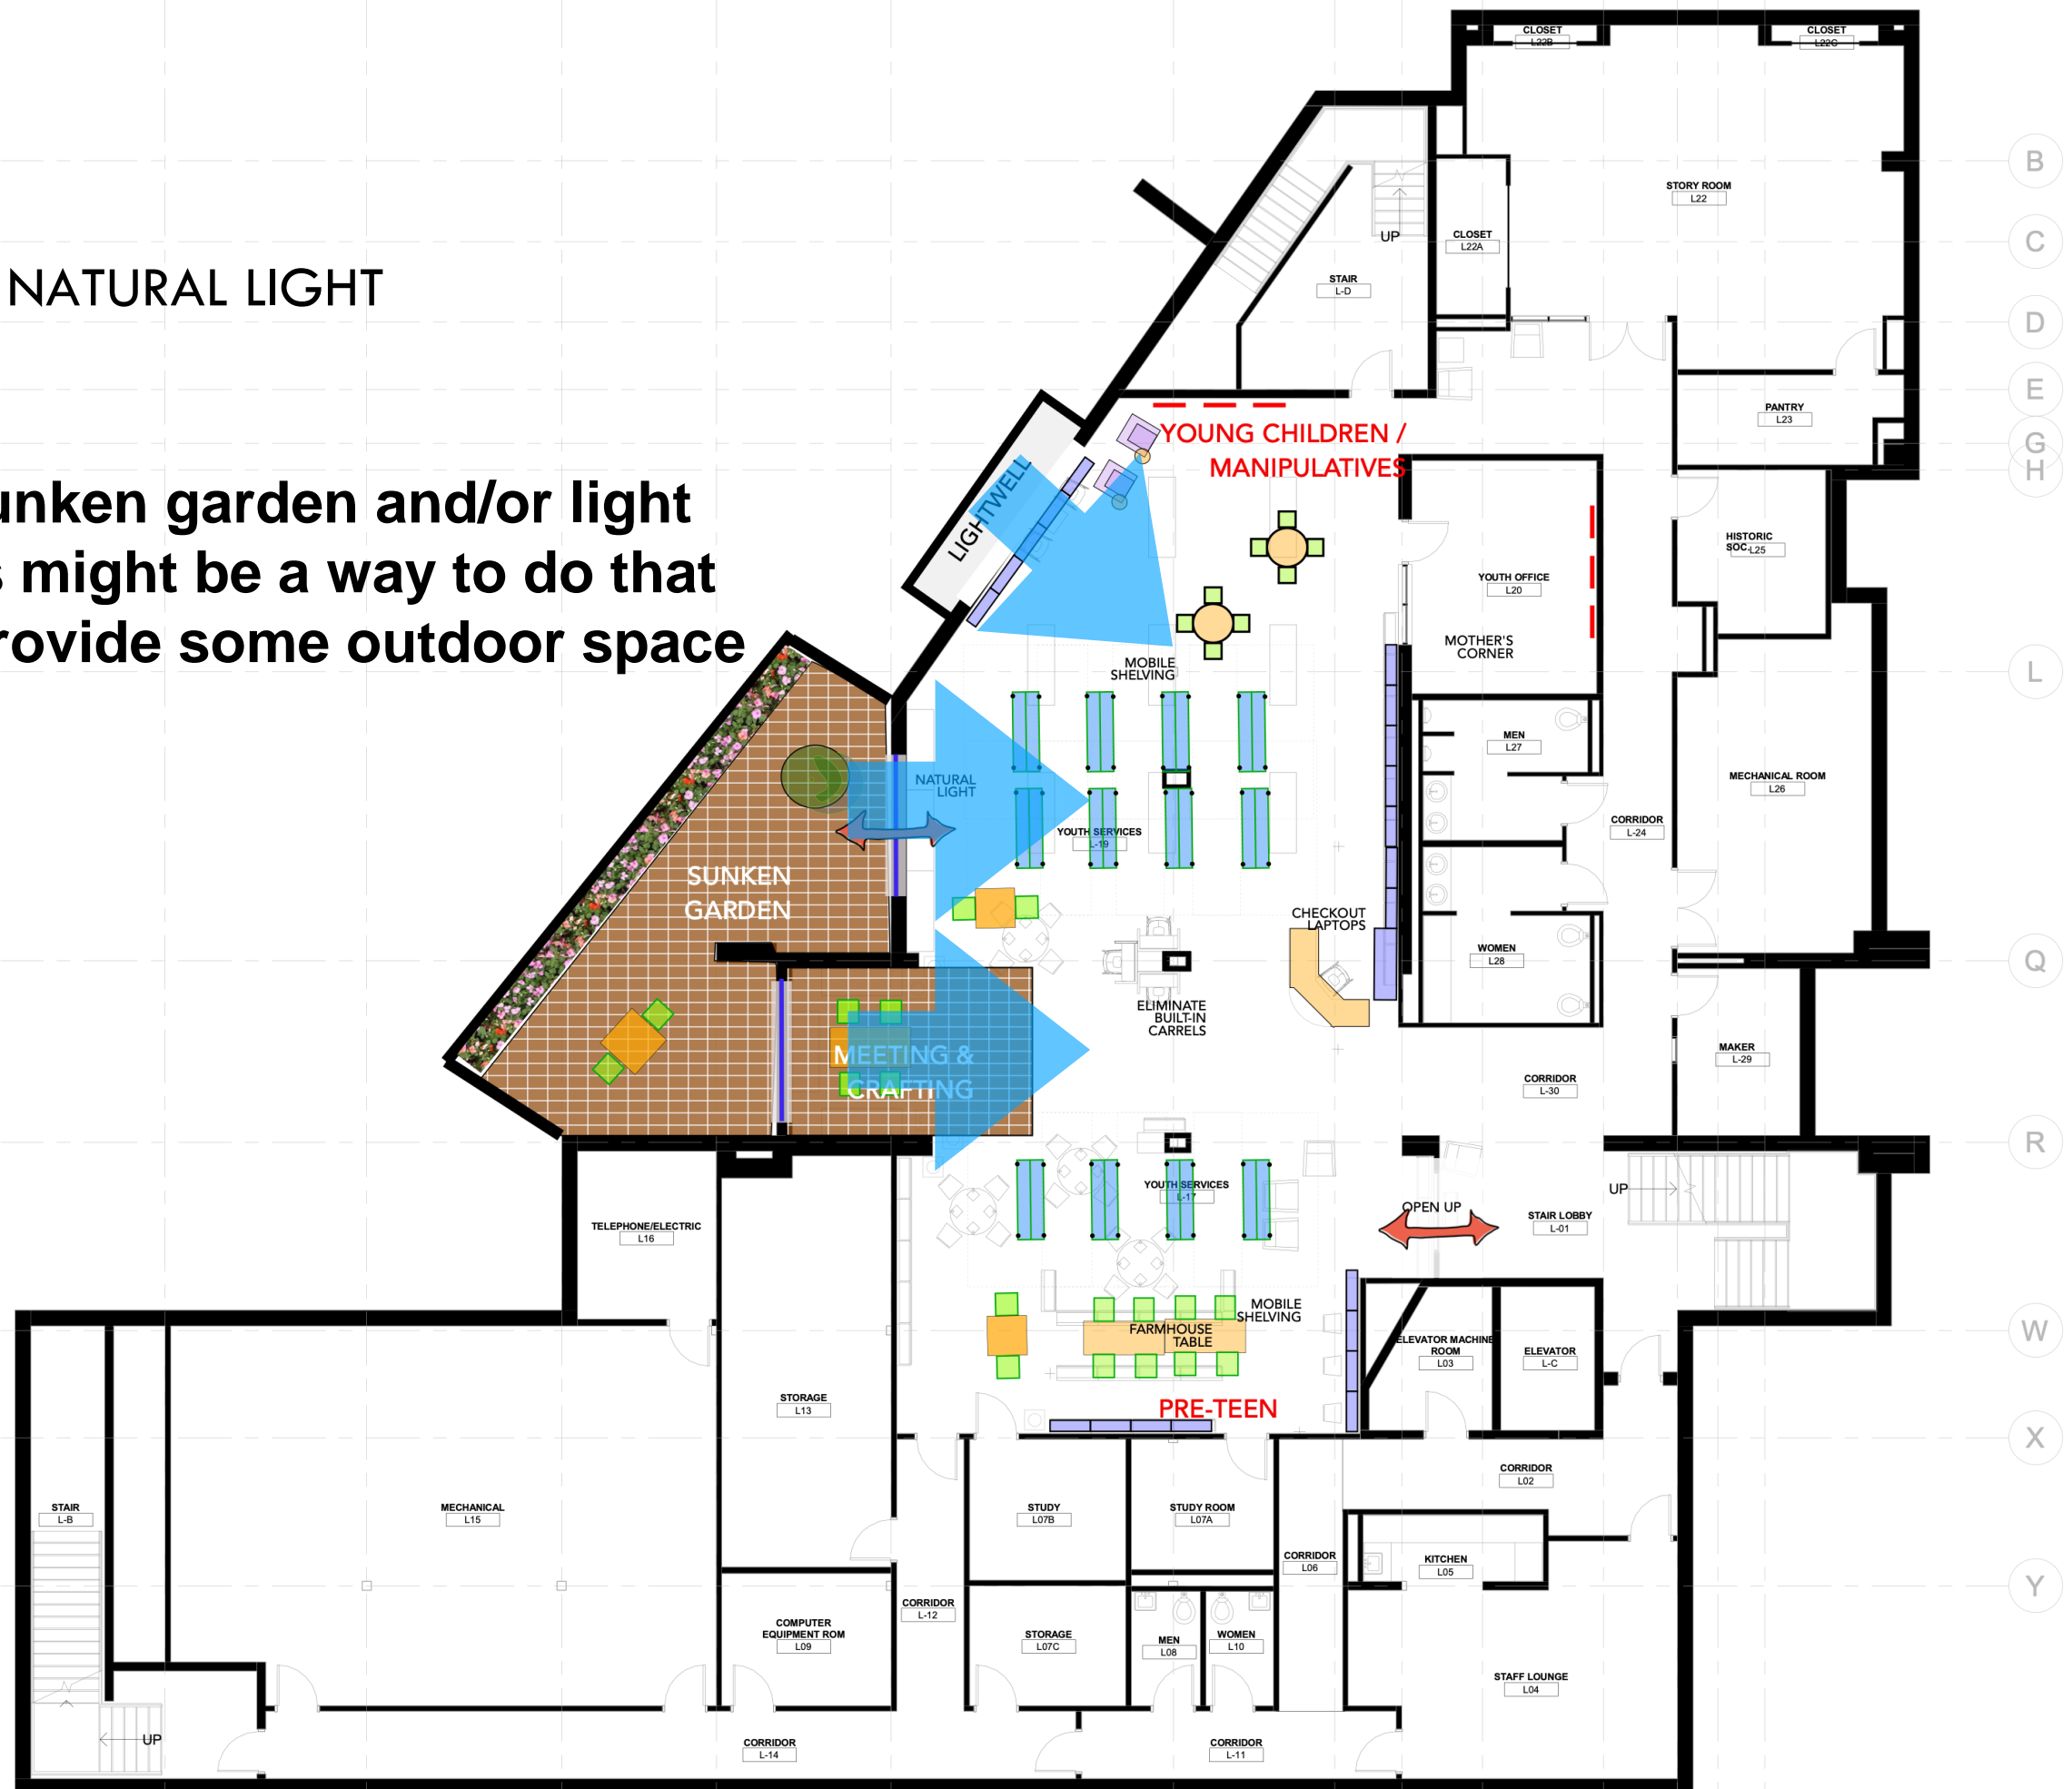 CLOSET
L22B
CLOSET
L22C
B
STORY ROOM
L22
C
UP
CLOSET
L22A
NATURAL LIGHT
STAIR
L-D
D
E
PANTRY
L23
YOUNG CHILDREN /
MANIPULATIVES
G
H
LIGHTWELL
unken garden and/or light
s might be a way to do that
rovide some outdoor space
HISTORIC
SOC.
L25
YOUTH OFFICE
L20
MOTHER'S
CORNER
MOBILE
SHELVING
L
MEN
L27
MECHANICAL ROOM
L26
NATURAL
LIGHT
YOUTH SERVICES
L-19
CORRIDOR
L-24
SUNKEN
GARDEN
CHECKOUT
LAPTOPS
WOMEN
L28
Q
ELIMINATE
BUILT-IN
CARRELS
MEETING &
CRAFTING
MAKER
L-29
CORRIDOR
L-30
R
YOUTH SERVICES
L-17
UP
OPEN UP
STAIR LOBBY
L-01
TELEPHONE/ELECTRIC
L16
MOBILE
SHELVING
FARMHOUSE
TABLE
ELEVATOR MACHINE
ROOM
L03
ELEVATOR
L-C
W
STORAGE
L13
PRE-TEEN
X
CORRIDOR
L02
STAIR
L-B
MECHANICAL
L15
STUDY
L07B
STUDY ROOM
L07A
CORRIDOR
L06
KITCHEN
L05
Y
CORRIDOR
L-12
COMPUTER
EQUIPMENT ROM
L09
STORAGE
L07C
MEN
L08
WOMEN
L10
STAFF LOUNGE
L04
UP
CORRIDOR
L-14
CORRIDOR
L-11